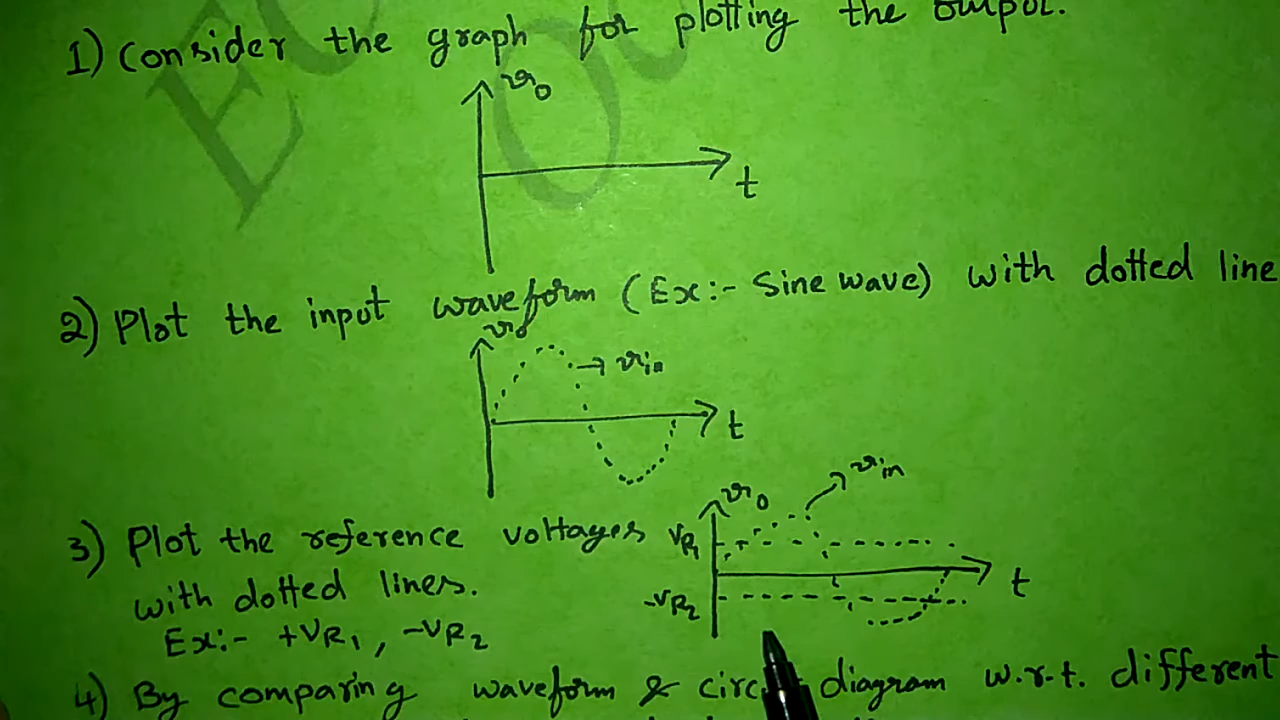 1) Consider the graph for plotting the output.
v₀
t
2) Plot the input waveform (Ex:- Sine wave) with dotted line
v₀
→ vin
t
3) Plot the reference voltages
with dotted lines.
Ex:- +VR₁, -VR₂
v₀
vin
VR₁
-VR₂
t
4) By comparing waveform & diagram w.r.t. different